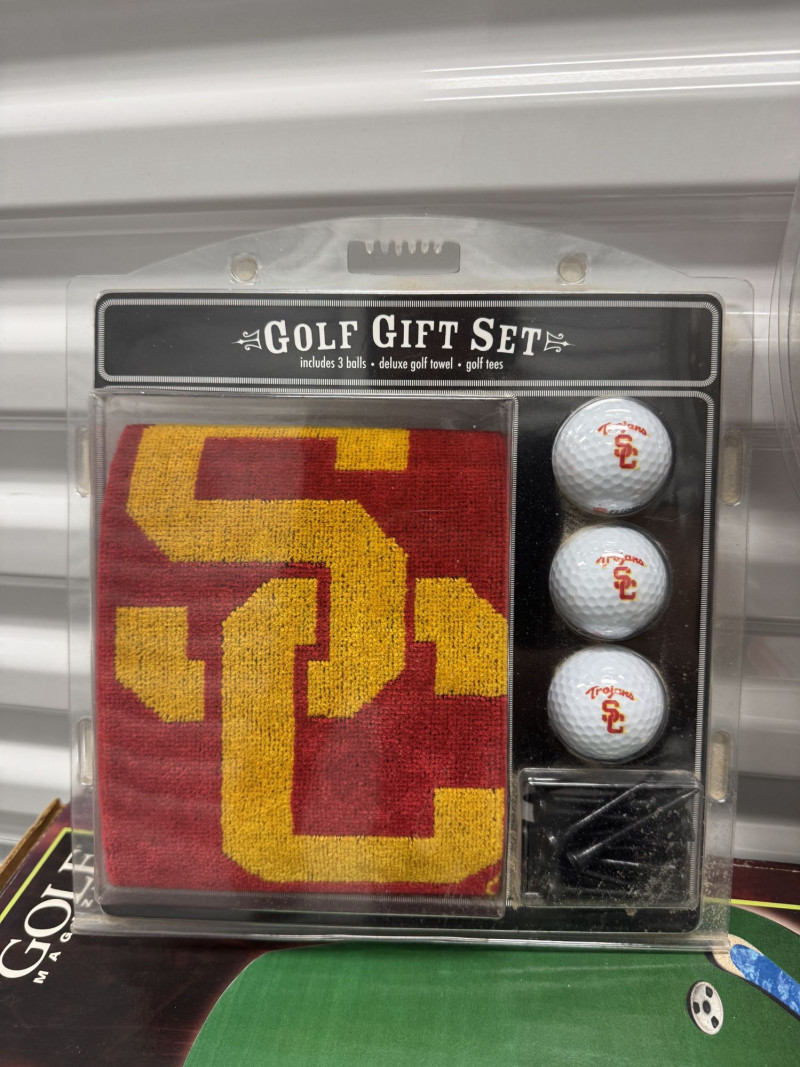 GOLF GIFT SET
includes 3 balls • deluxe golf towel • golf tees
SC
Trojans
SC
Trojans
SC
Trojans
SC
GOLF